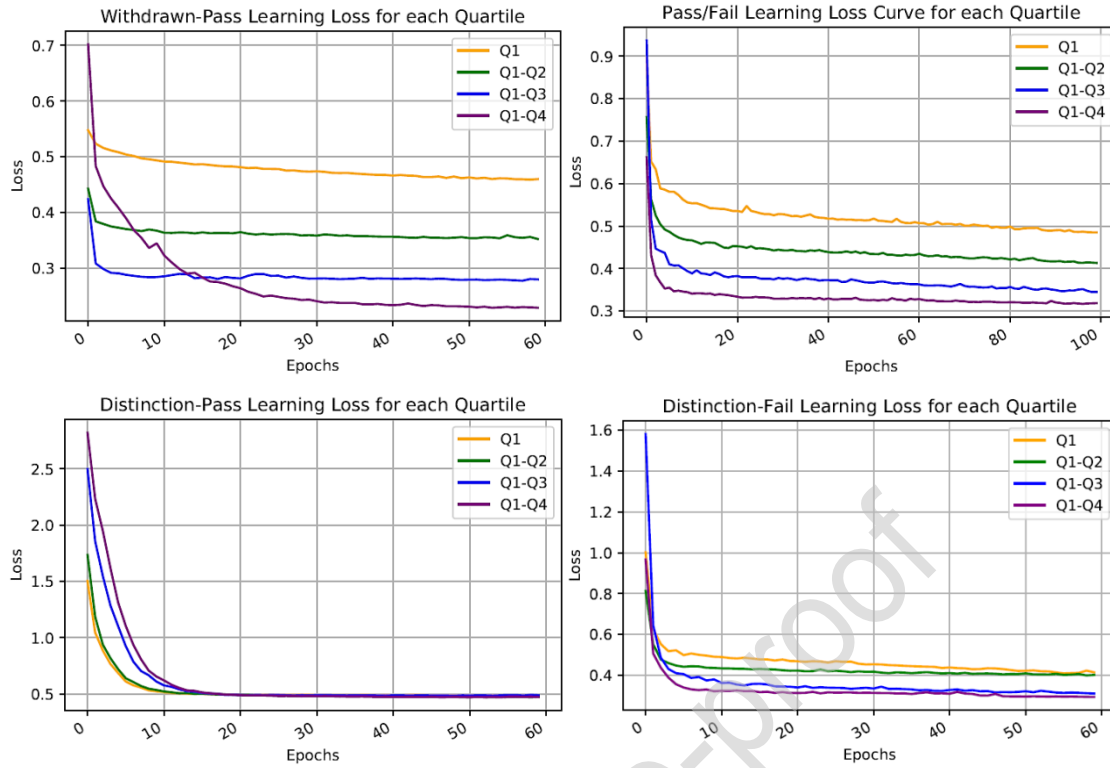 Withdrawn-Pass Learning Loss for each Quartile
0.7
0.6
0.5
0.4
0.3
Loss
Q1
Q1-Q2
Q1-Q3
Q1-Q4
0 10 20 30 40 50 60
Epochs
Pass/Fail Learning Loss Curve for each Quartile
0.9
0.8
0.7
0.6
0.5
0.4
0.3
Loss
Q1
Q1-Q2
Q1-Q3
Q1-Q4
0 20 40 60 80 100
Epochs
Distinction-Pass Learning Loss for each Quartile
2.5
2.0
1.5
1.0
0.5
Loss
Q1
Q1-Q2
Q1-Q3
Q1-Q4
0 10 20 30 40 50 60
Epochs
Distinction-Fail Learning Loss for each Quartile
1.6
1.4
1.2
1.0
0.8
0.6
0.4
Loss
Q1
Q1-Q2
Q1-Q3
Q1-Q4
0 10 20 30 40 50 60
Epochs
-proof